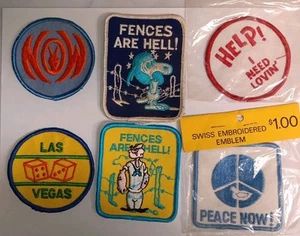 NOW
FENCES
ARE HELL!
HELP!
I
NEED
LOVIN'
LAS
VEGAS
FENCES
ARE HELL!
SWISS EMBROIDERED
EMBLEM
$1.00
PEACE NOW!